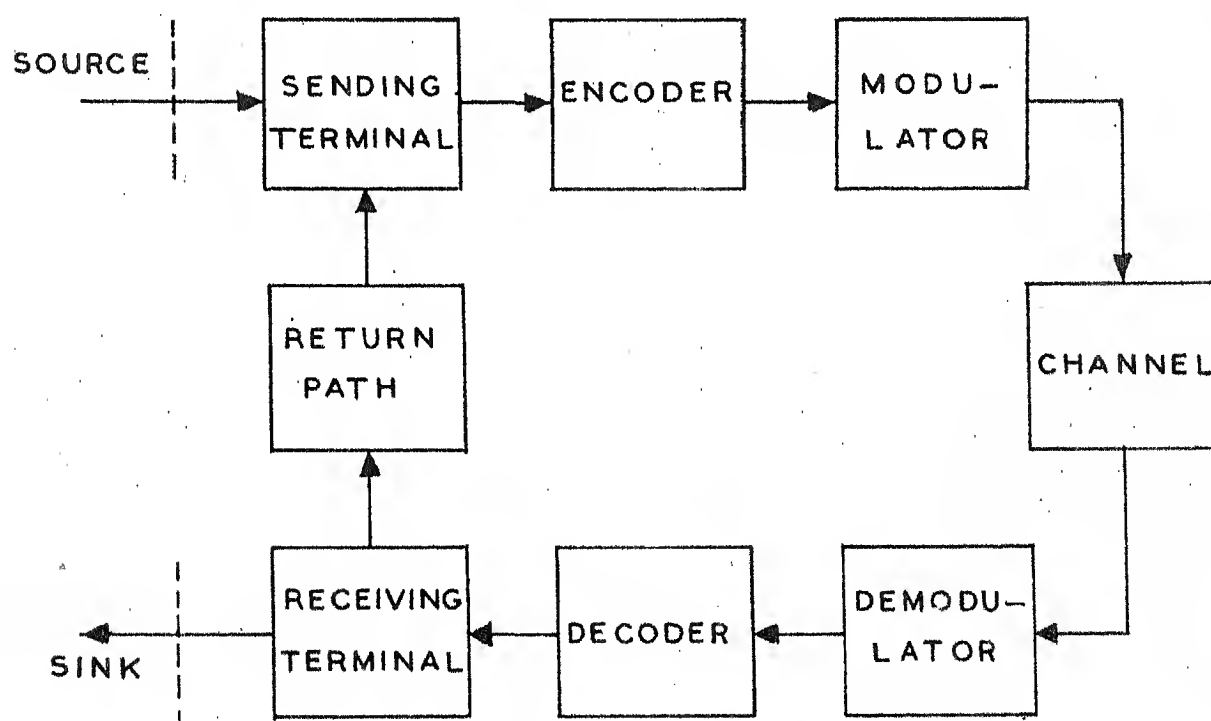 SOURCE
SENDING
TERMINAL
ENCODER
MODU-
LATOR
RETURN
PATH
CHANNEL
RECEIVING
TERMINAL
DECODER
DEMODU-
LATOR
SINK